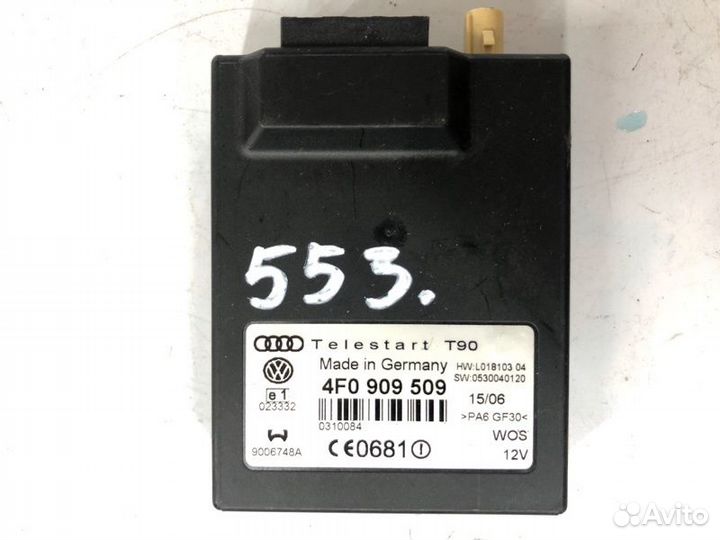 553.
Telestart T90
Made in Germany
HW:L018103 04
SW:0530040120
4F0 909 509
15/06
e1
023332
0310084
>PA6 GF30<
9006748A
CE0681
WOS
12V
Avito